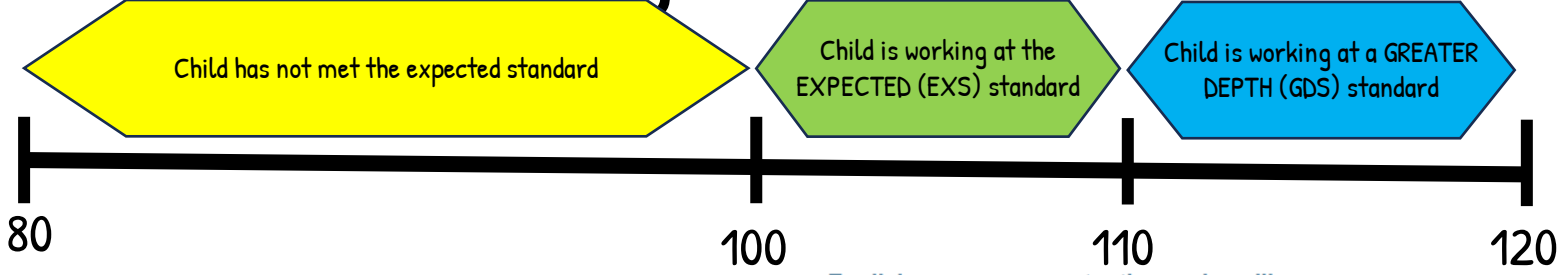 Child has not met the expected standard
Child is working at the
EXPECTED (EXS) standard
Child is working at a GREATER
DEPTH (GDS) standard
80
100
110
120